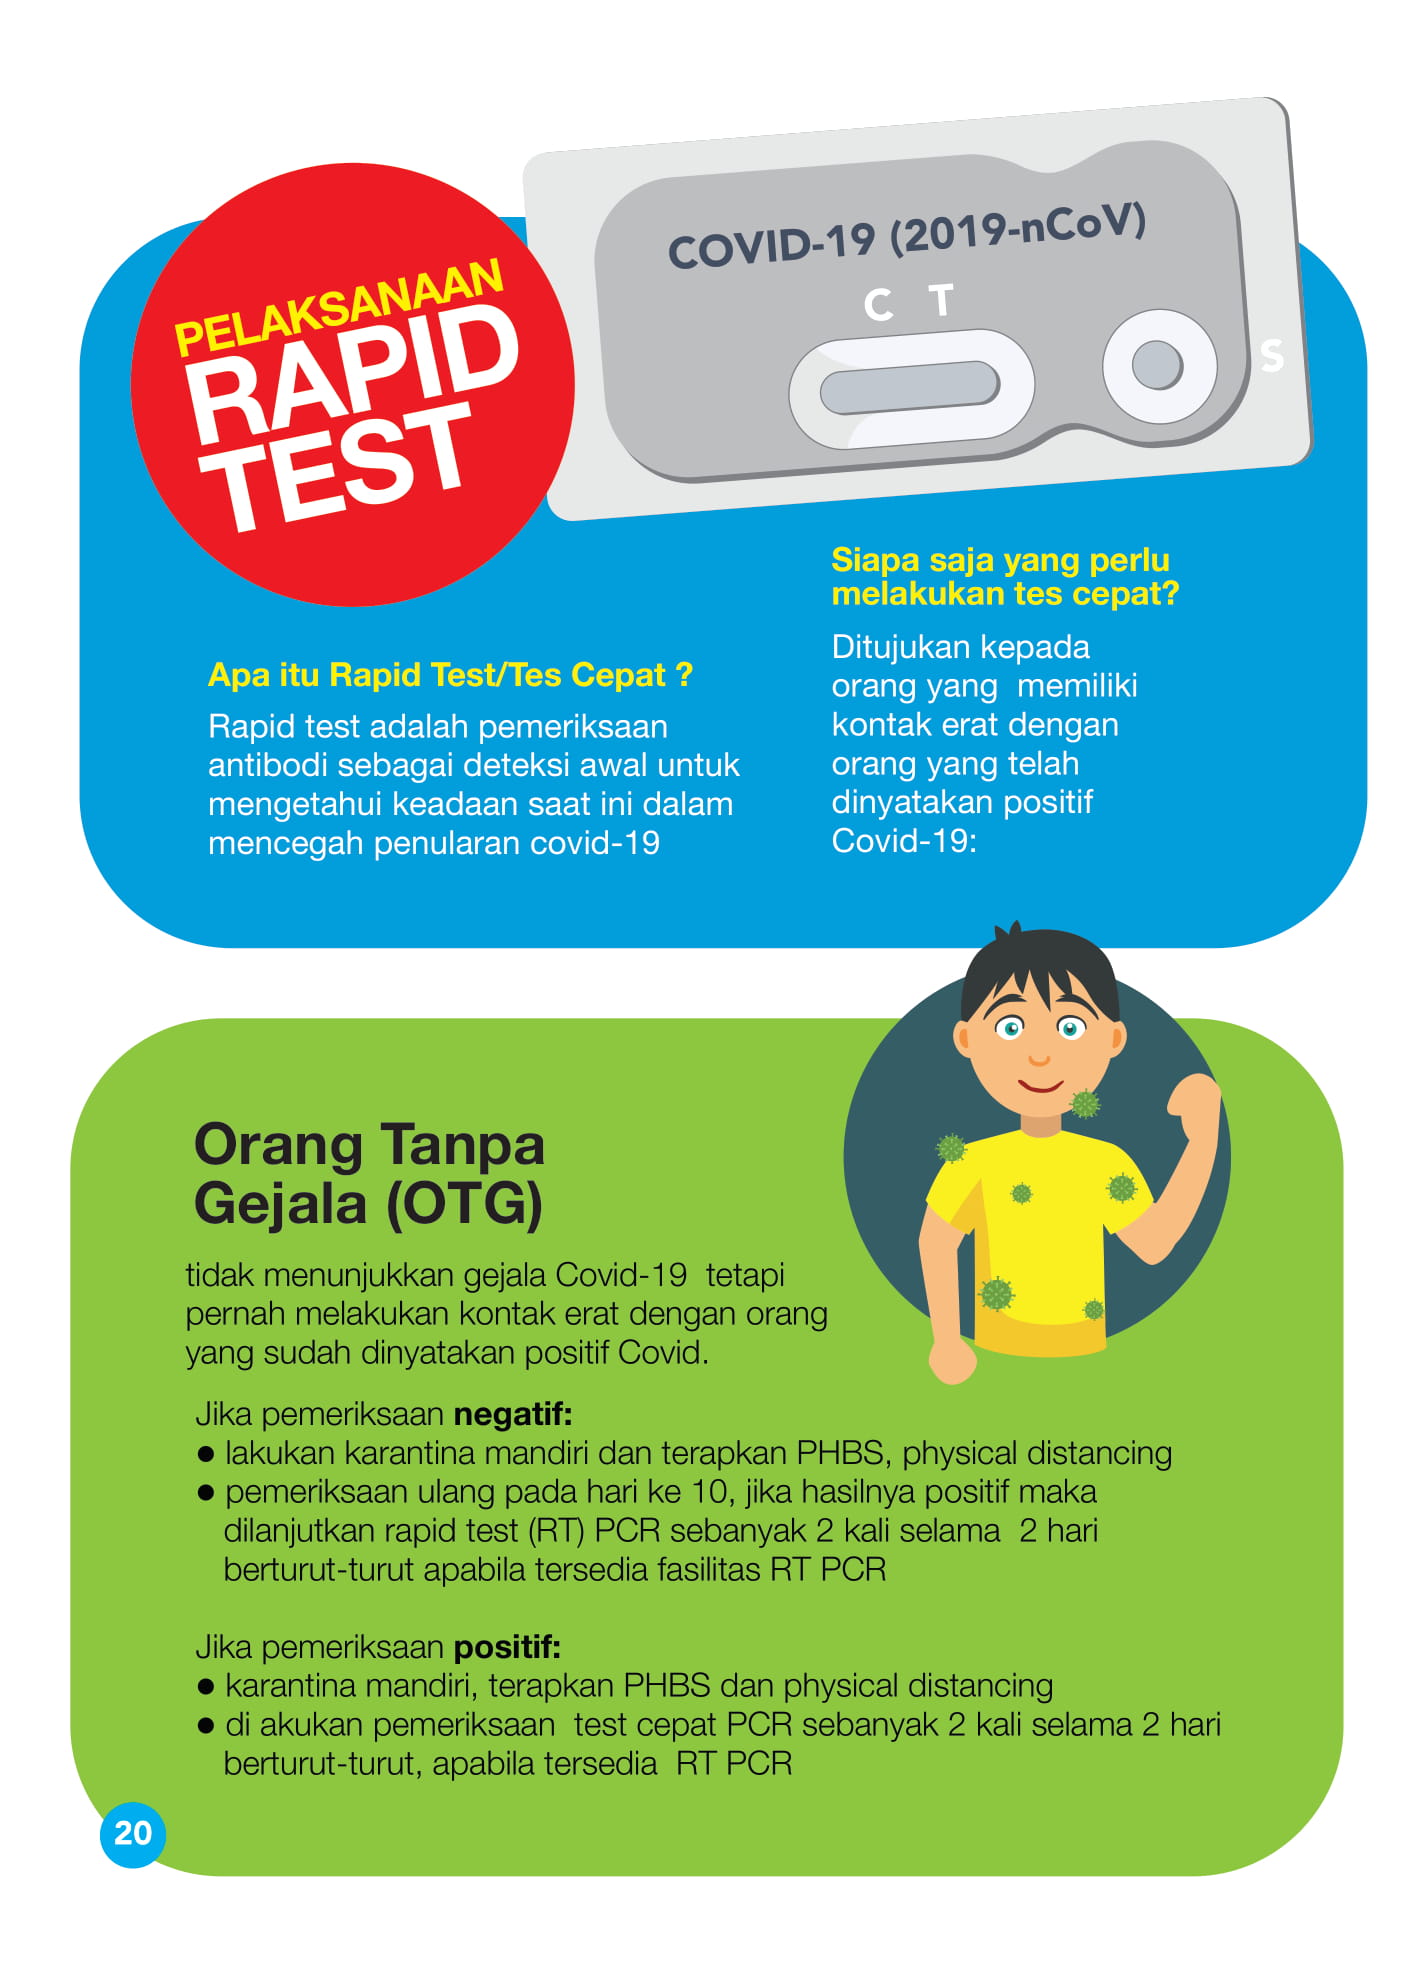 PELAKSANAAN
RAPID
TEST
COVID-19 (2019-nCoV)
C T
S
Apa itu Rapid Test/Tes Cepat ?
Rapid test adalah pemeriksaan
antibodi sebagai deteksi awal untuk
mengetahui keadaan saat ini dalam
mencegah penularan covid-19
Siapa saja yang perlu
melakukan tes cepat?
Ditujukan kepada
orang yang memiliki
kontak erat dengan
orang yang telah
dinyatakan positif
Covid-19:
Orang Tanpa
Gejala (OTG)
tidak menunjukkan gejala Covid-19 tetapi
pernah melakukan kontak erat dengan orang
yang sudah dinyatakan positif Covid.
Jika pemeriksaan negatif:
● lakukan karantina mandiri dan terapkan PHBS, physical distancing
● pemeriksaan ulang pada hari ke 10, jika hasilnya positif maka
dilanjutkan rapid test (RT) PCR sebanyak 2 kali selama 2 hari
berturut-turut apabila tersedia fasilitas RT PCR
Jika pemeriksaan positif:
● karantina mandiri, terapkan PHBS dan physical distancing
● di akukan pemeriksaan test cepat PCR sebanyak 2 kali selama 2 hari
berturut-turut, apabila tersedia RT PCR
20